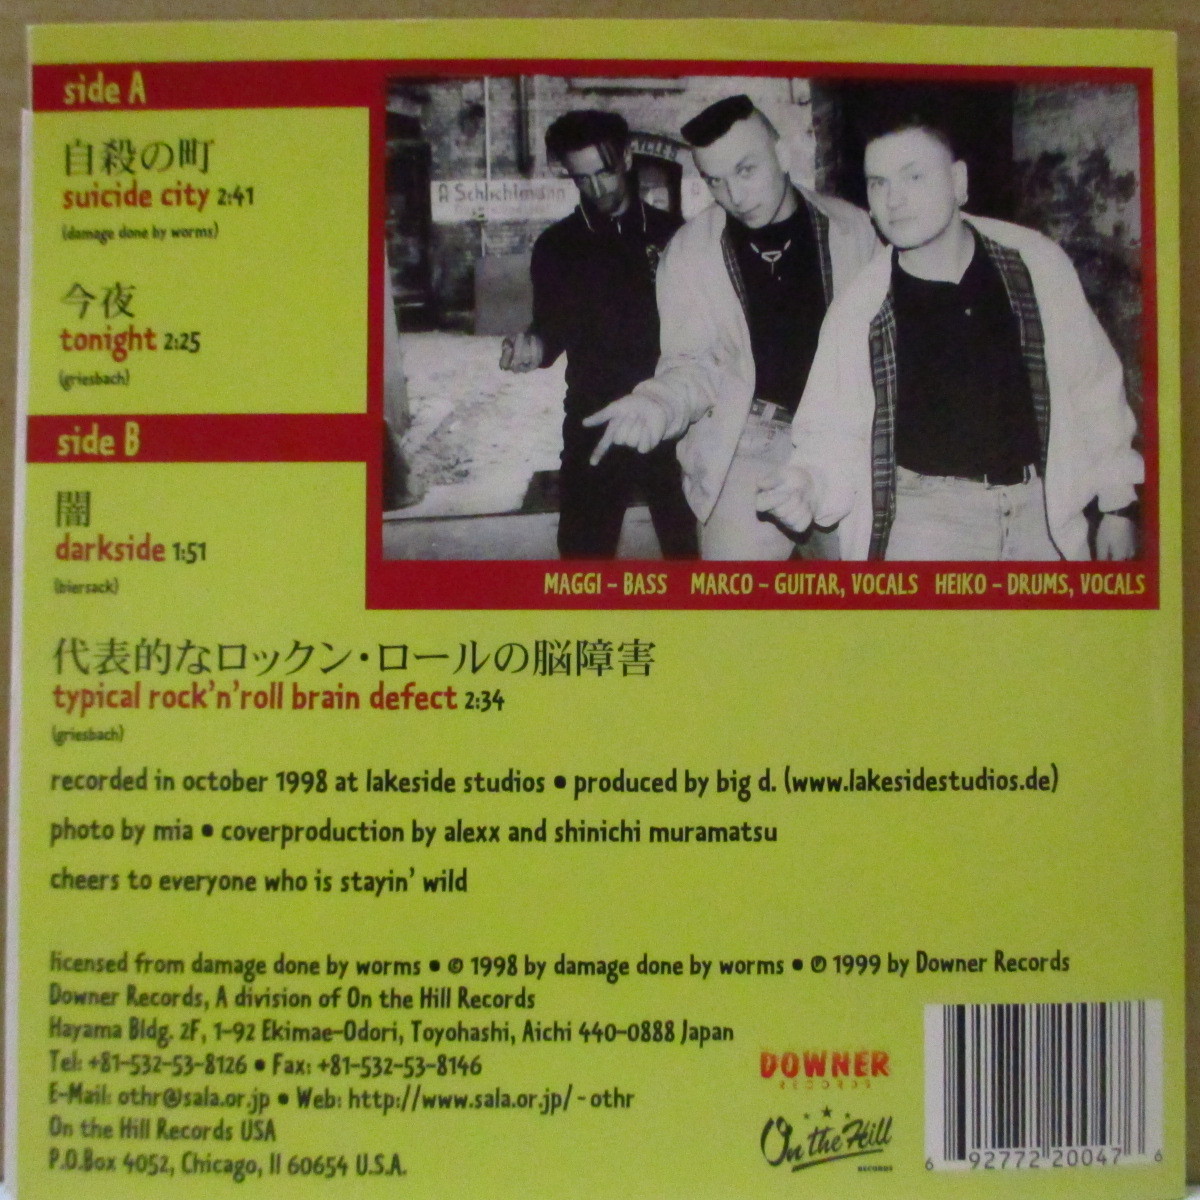 side A
自殺の町
suicide city 2:41
(damage done by worms)
今夜
tonight 2:25
(griesbach)
side B
闇
darkside 1:51
(biersack)
A Schlichtmann
CYCLES
MAGGI – BASS MARCO – GUITAR, VOCALS HEIKO – DRUMS, VOCALS
代表的なロックン・ロールの脳障害
typical rock'n'roll brain defect 2:34
(griesbach)
recorded in october 1998 at lakeside studios • produced by big d. (www.lakesidestudios.de)
photo by mia • coverproduction by alexx and shinichi muramatsu
cheers to everyone who is stayin' wild
licensed from damage done by worms • © 1998 by damage done by worms • ℗ 1999 by Downer Records
Downer Records, A division of On the Hill Records
Hayama Bldg. 2F, 1-92 Ekimae-Odori, Toyohashi, Aichi 440-0888 Japan
Tel: +81-532-53-8126 • Fax: +81-532-53-8146
E-Mail: othr@sala.or.jp • Web: http://www.sala.or.jp/-othr
On the Hill Records USA
P.O.Box 4052, Chicago, Il 60654 U.S.A.
DOWNER
RECORDS
On the Hill
RECORDS
6 92772 20047 6